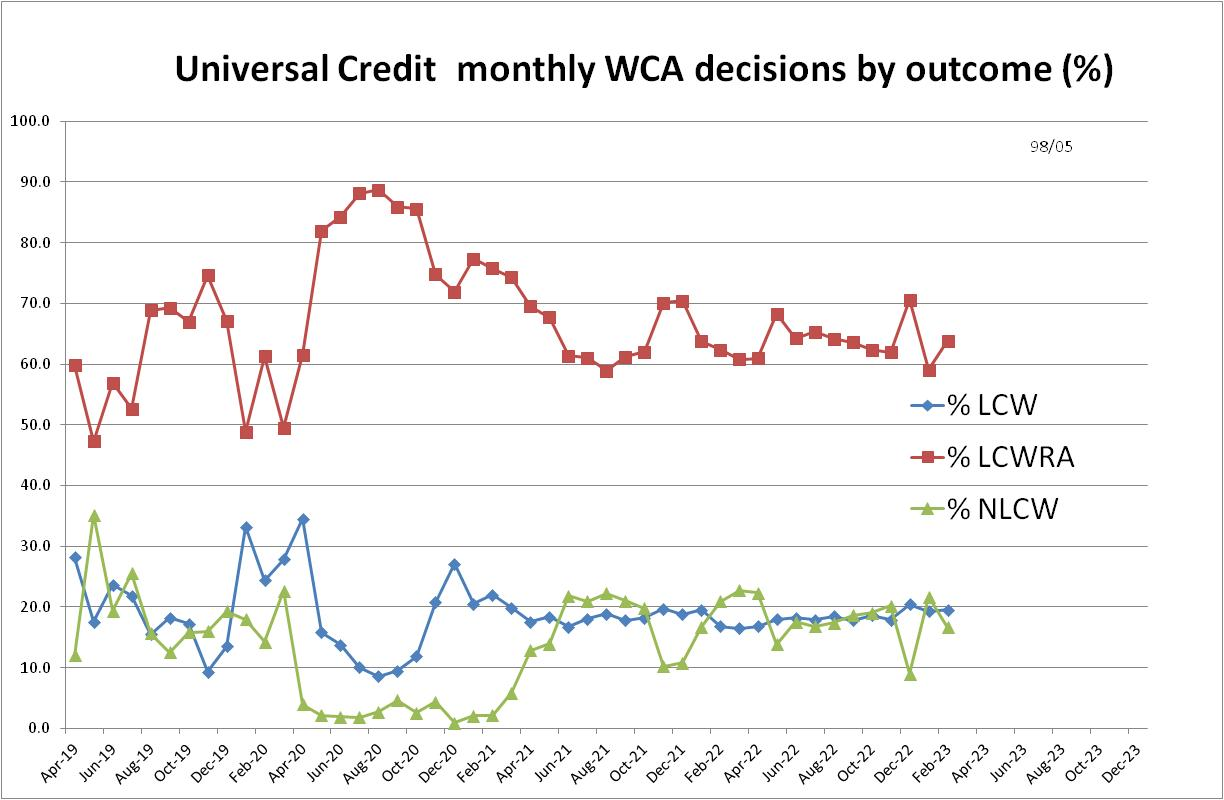 Universal Credit  monthly WCA decisions by outcome (%)
100.0
98/05
90.0
80.0
70.0
60.0
50.0
40.0
30.0
20.0
10.0
0.0
% LCW
% LCWRA
% NLCW
Apr-19
Jun-19
Aug-19
Oct-19
Dec-19
Feb-20
Apr-20
Jun-20
Aug-20
Oct-20
Dec-20
Feb-21
Apr-21
Jun-21
Aug-21
Oct-21
Dec-21
Feb-22
Apr-22
Jun-22
Aug-22
Oct-22
Dec-22
Feb-23
Apr-23
Jun-23
Aug-23
Oct-23
Dec-23